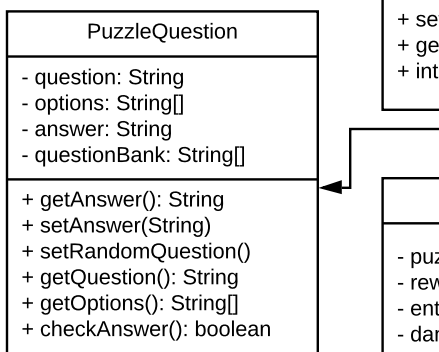 PuzzleQuestion
- question: String
- options: String[]
- answer: String
- questionBank: String[]
+ getAnswer(): String
+ setAnswer(String)
+ setRandomQuestion()
+ getQuestion(): String
+ getOptions(): String[]
+ checkAnswer(): boolean
+
+
+ int
-
-
-
-